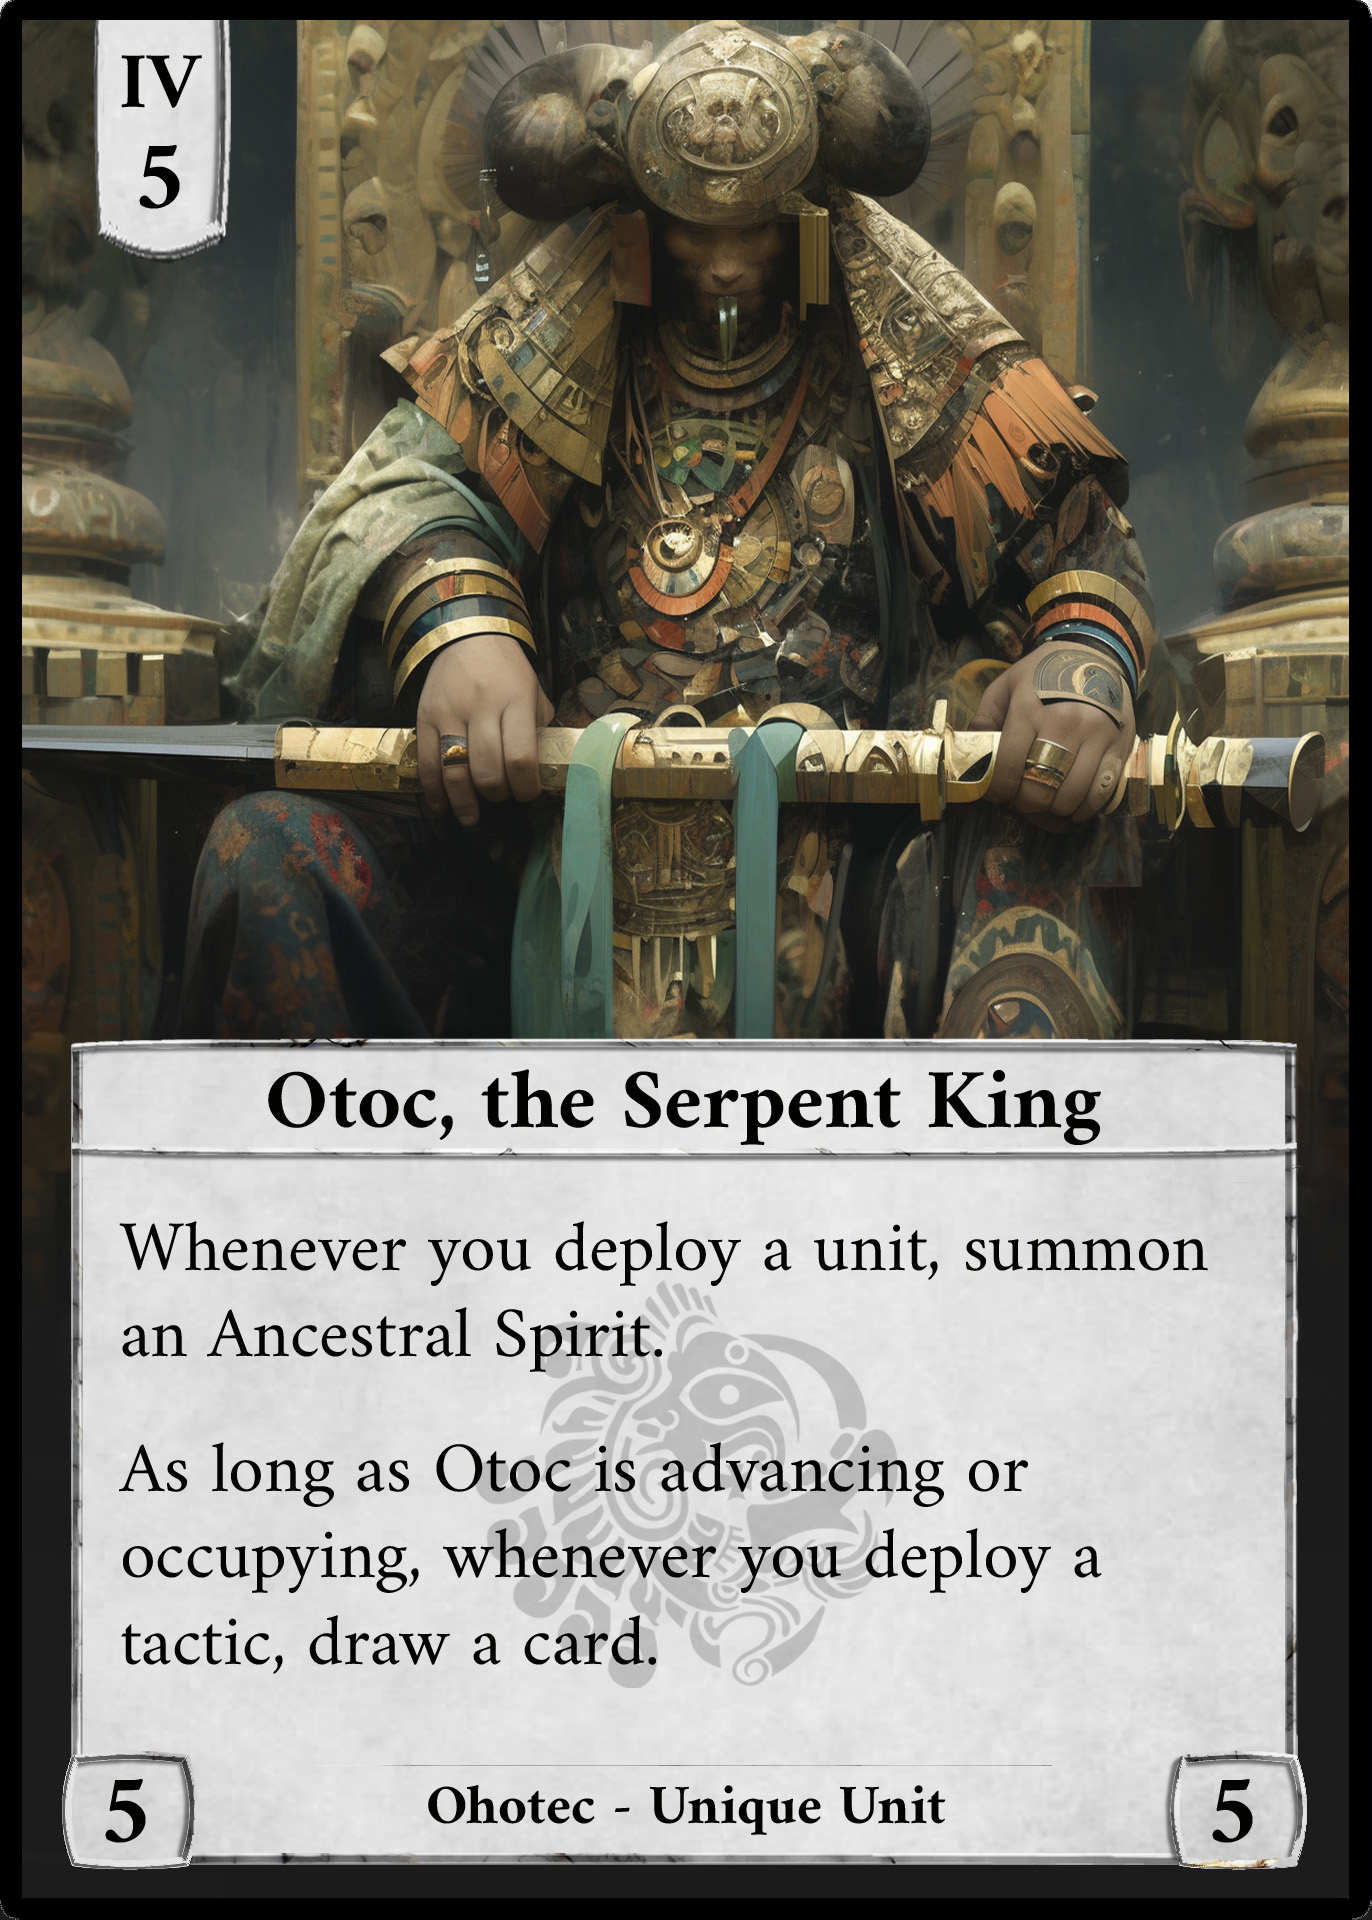 IV
5
Otoc, the Serpent King
Whenever you deploy a unit, summon
an Ancestral Spirit.
As long as Otoc is advancing or
occupying, whenever you deploy a
tactic, draw a card.
5
Ohotec - Unique Unit
5